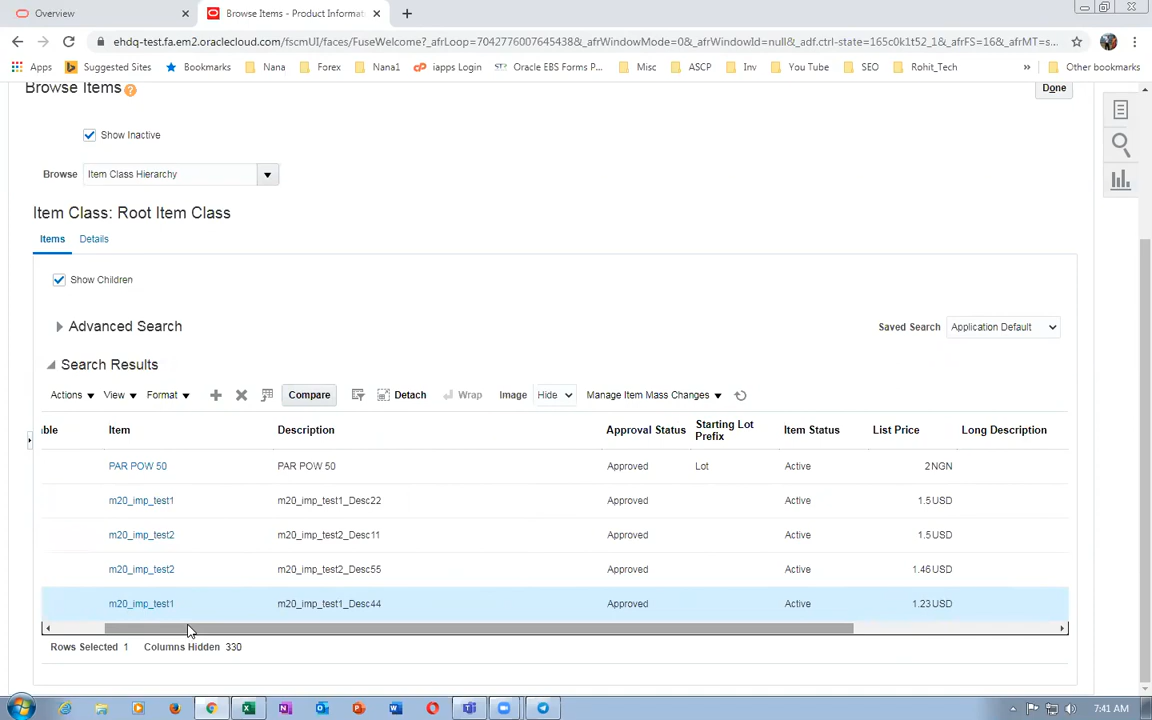 Overview
Browse Items - Product Informat
ehdq-test.fa.em2.oraclecloud.com/fscmUI/faces/FuseWelcome?_afrLoop=7042776007645438&_afrWindowMode=0&_afrWindowId=null&_adf.ctrl-state=165c0k1t52_1&_afrFS=16&_afrMT=s...
Apps Suggested Sites Bookmarks Nana Forex Nana1 iapps Login Oracle EBS Forms P... Misc ASCP Inv You Tube SEO Rohit_Tech » Other bookmarks
Browse Items Done
Show Inactive
Browse Item Class Hierarchy
Item Class: Root Item Class
Items Details
Show Children
Advanced Search Saved Search Application Default
Search Results
Actions View Format Compare Detach Wrap Image Hide Manage Item Mass Changes
ble Item Description Approval Status Starting Lot Prefix Item Status List Price Long Description
PAR POW 50 PAR POW 50 Approved Lot Active 2 NGN
m20_imp_test1 m20_imp_test1_Desc22 Approved Active 1.5 USD
m20_imp_test2 m20_imp_test2_Desc11 Approved Active 1.5 USD
m20_imp_test2 m20_imp_test2_Desc55 Approved Active 1.46 USD
m20_imp_test1 m20_imp_test1_Desc44 Approved Active 1.23 USD
Rows Selected 1 Columns Hidden 330
7:41 AM